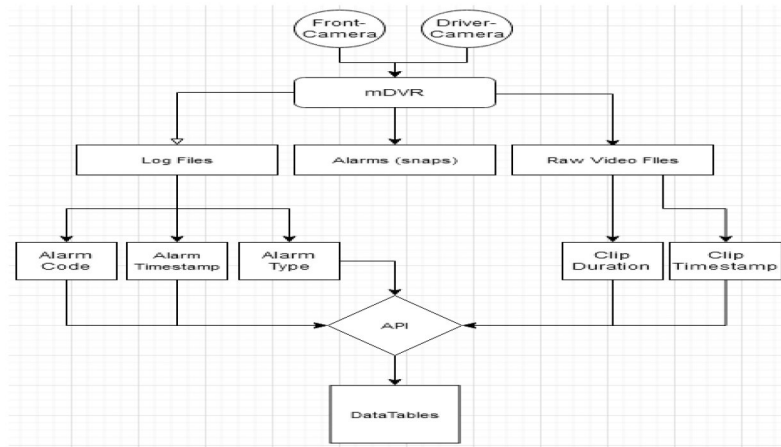 Front-
Camera
Driver-
Camera
mDVR
Log Files
Alarms (snaps)
Raw Video FIles
Alarm
Code
Alarm
Timestamp
Alarm
Type
Clip
Duration
Clip
Timestamp
API
DataTables